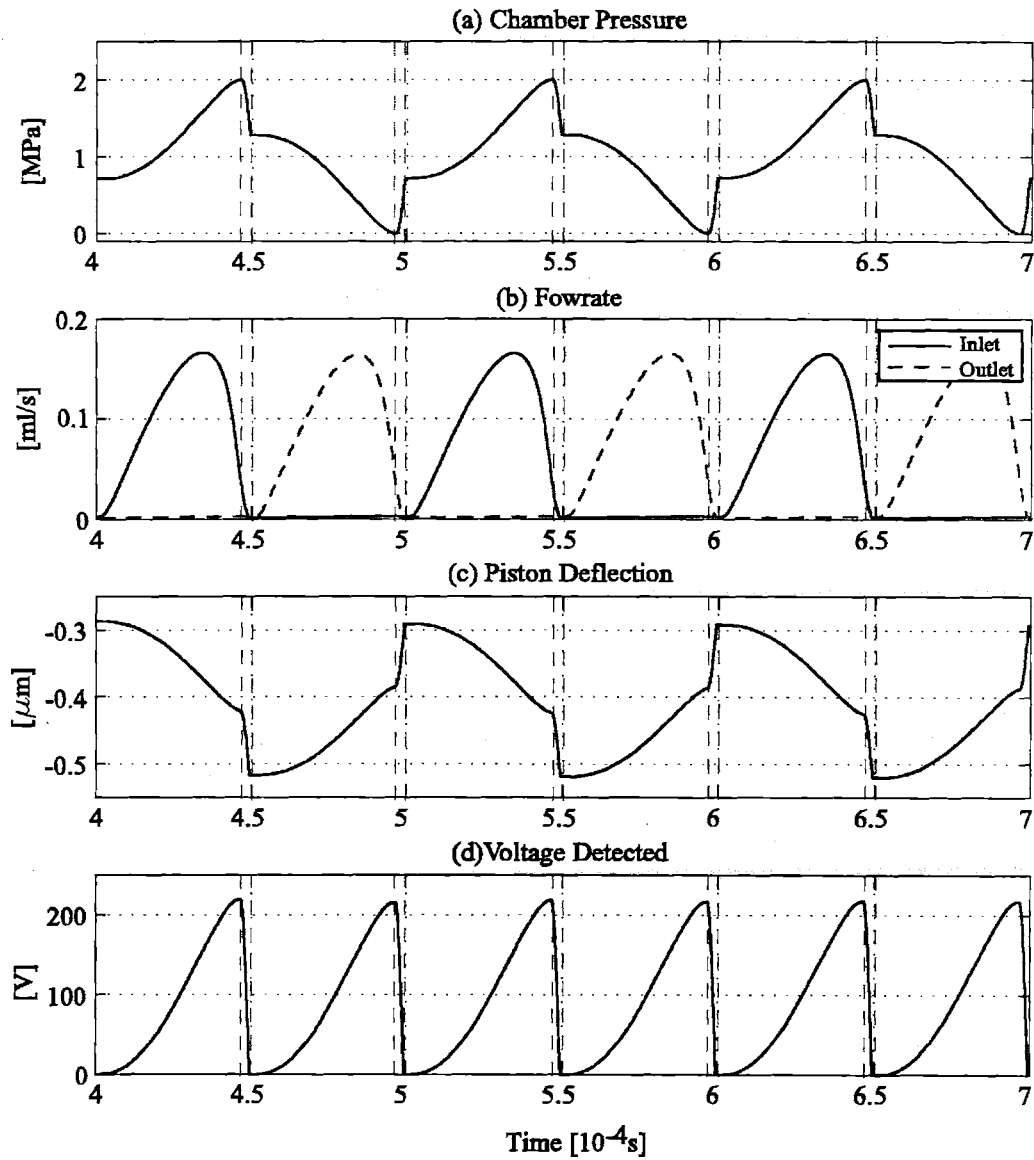 (a) Chamber Pressure
[MPa]
2
1
0
4 4.5 5 5.5 6 6.5 7
(b) Fowrate
[ml/s]
0.2
0.1
0
Inlet
Outlet
4 4.5 5 5.5 6 6.5 7
(c) Piston Deflection
[μm]
-0.3
-0.4
-0.5
4 4.5 5 5.5 6 6.5 7
(d)Voltage Detected
[V]
200
100
0
4 4.5 5 5.5 6 6.5 7
Time [10⁻⁴s]